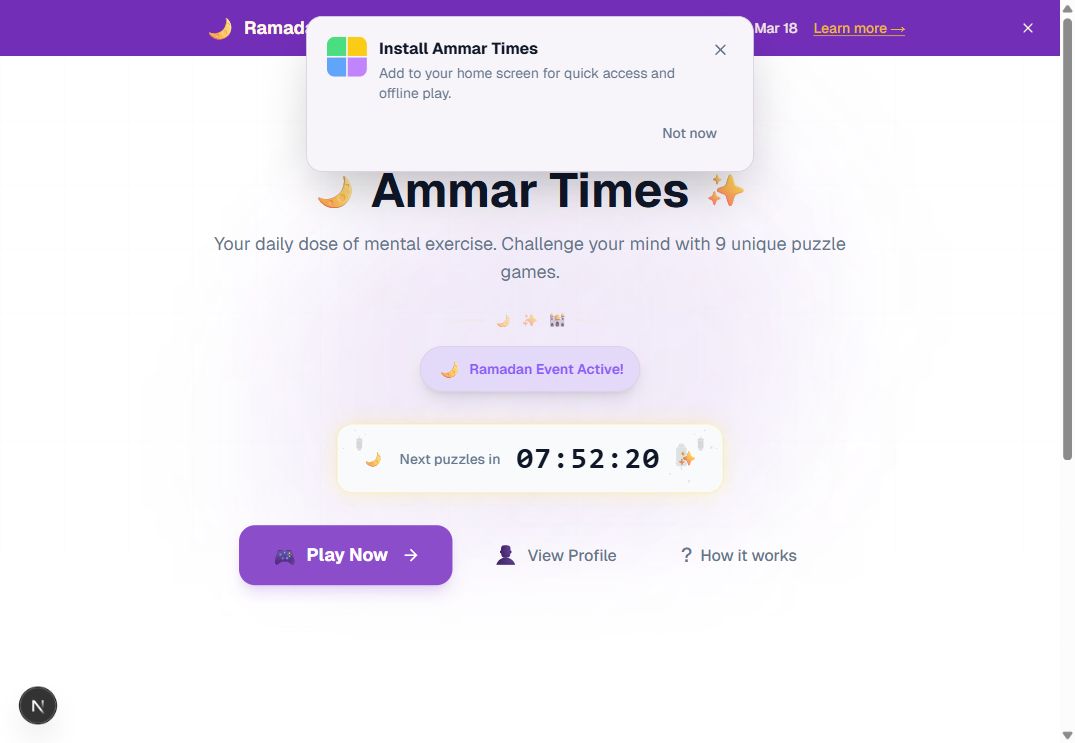 Mar 18 Learn more →
Install Ammar Times
Add to your home screen for quick access and
offline play.
Not now
Ammar Times
Your daily dose of mental exercise. Challenge your mind with 9 unique puzzle
games.
Ramadan Event Active!
Next puzzles in 07:52:20
Play Now →
View Profile
? How it works
N